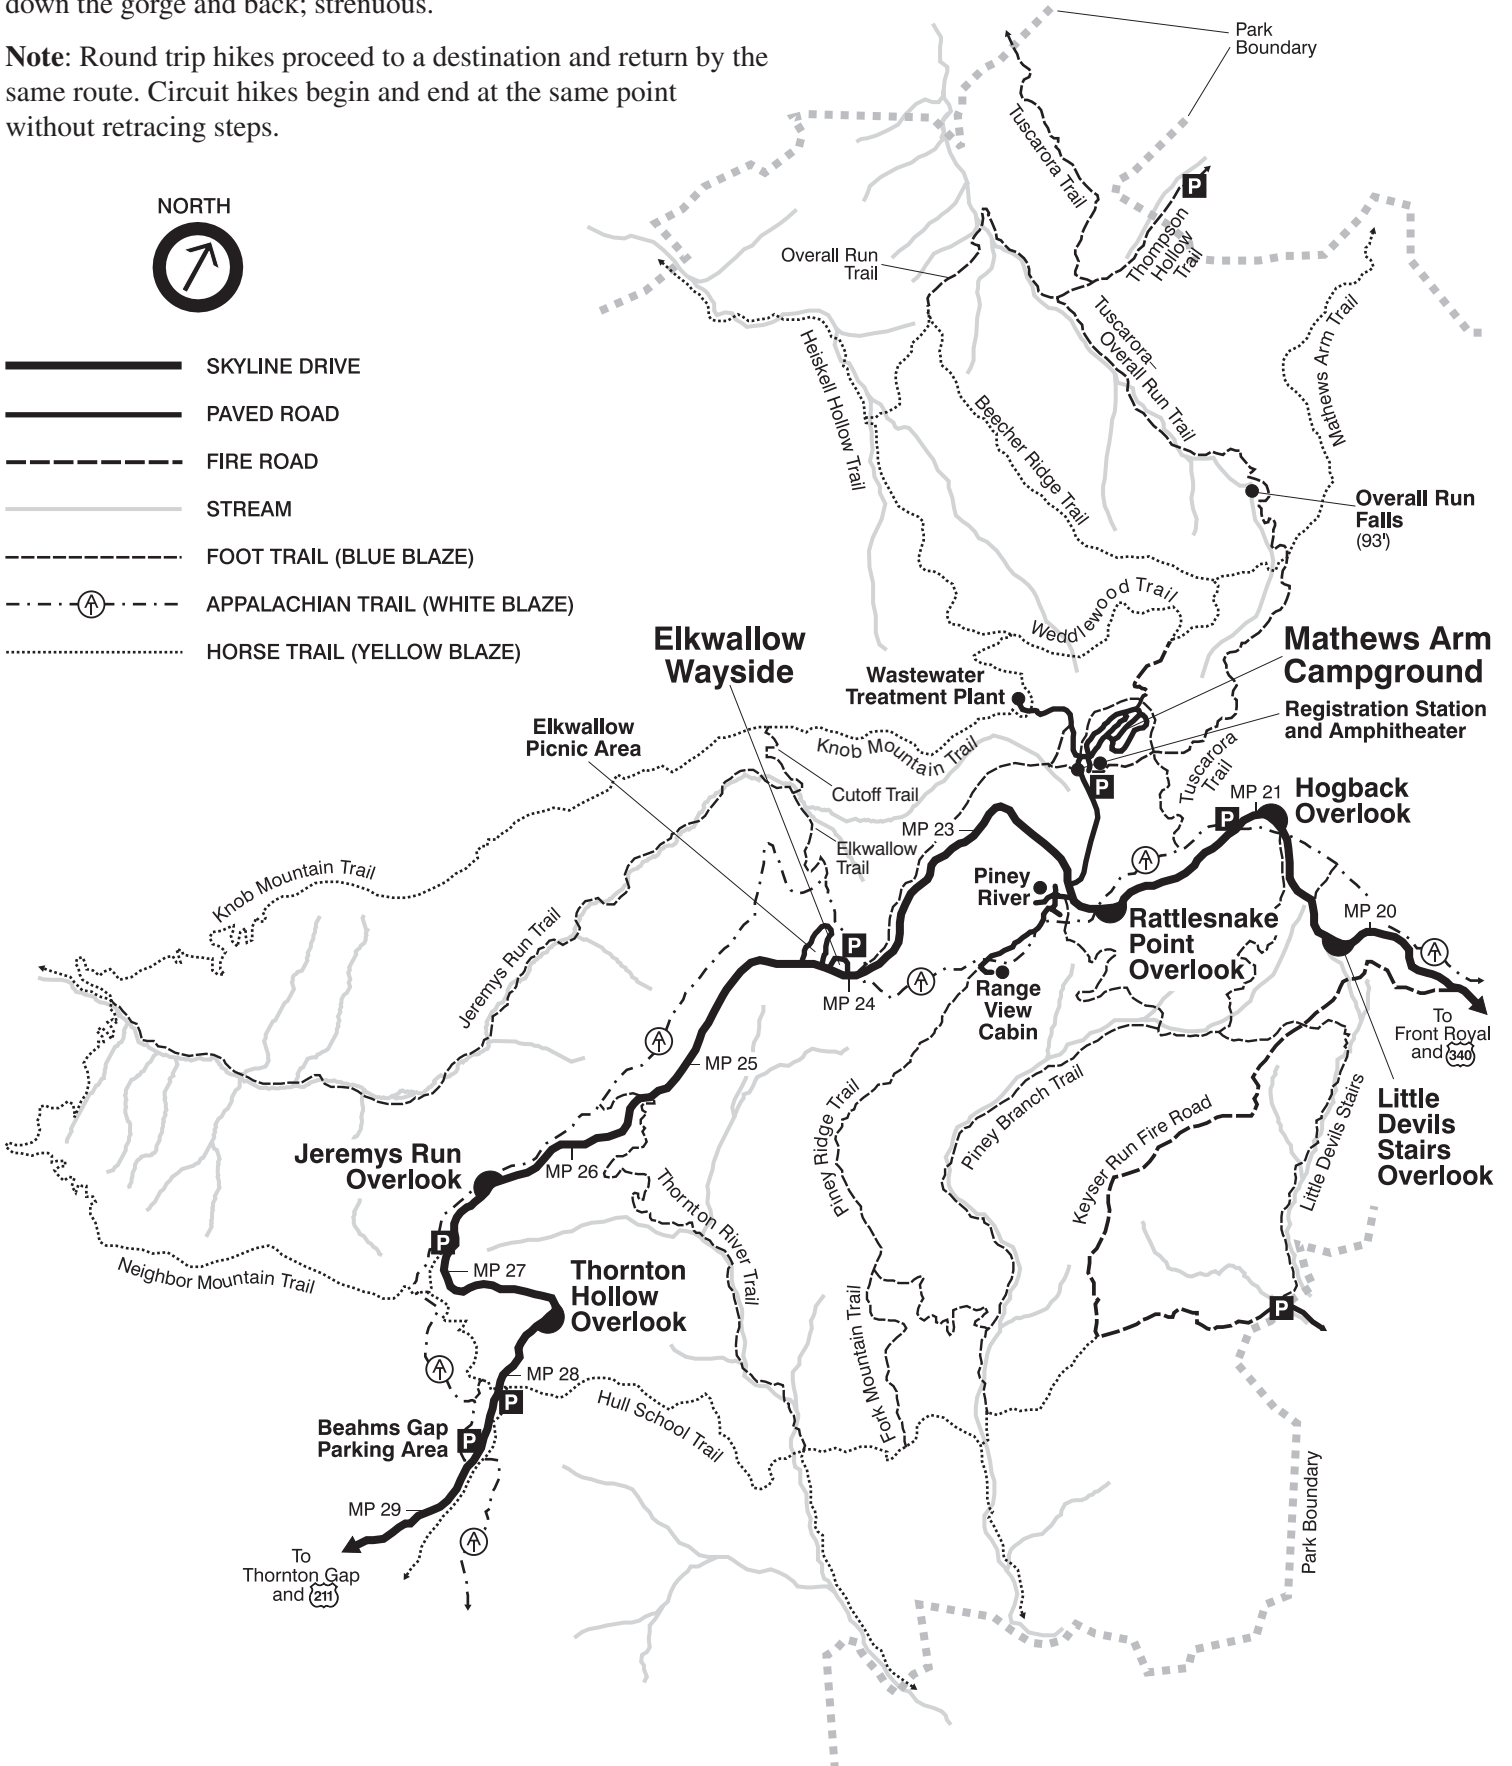 down the gorge and back; strenuous.
Note: Round trip hikes proceed to a destination and return by the
same route. Circuit hikes begin and end at the same point
without retracing steps.
NORTH
SKYLINE DRIVE
PAVED ROAD
FIRE ROAD
STREAM
FOOT TRAIL (BLUE BLAZE)
APPALACHIAN TRAIL (WHITE BLAZE)
HORSE TRAIL (YELLOW BLAZE)
Park
Boundary
Tuscarora Trail
P
Thompson
Hollow
Trail
Overall Run
Trail
Tuscarora–
Overall Run Trail
Mathews Arm Trail
Heiskell Hollow Trail
Beecher Ridge Trail
Overall Run
Falls
(93')
Weddlewood Trail
Elkwallow
Wayside
Mathews Arm
Campground
Wastewater
Treatment Plant
Registration Station
and Amphitheater
Elkwallow
Picnic Area
Knob Mountain Trail
Cutoff Trail
P
Tuscarora
Trail
MP 21
P
Hogback
Overlook
MP 23
Elkwallow
Trail
Knob Mountain Trail
Piney
River
Rattlesnake
Point
Overlook
MP 20
P
Jeremys Run Trail
MP 24
Range
View
Cabin
To
Front Royal
and 340
MP 25
Little
Devils
Stairs
Overlook
Piney Ridge Trail
Piney Branch Trail
Keyser Run Fire Road
Little Devils Stairs
Jeremys Run
Overlook
MP 26
Thornton River Trail
P
MP 27
Neighbor Mountain Trail
Thornton
Hollow
Overlook
Fork Mountain Trail
P
MP 28
P
Hull School Trail
Beahms Gap
Parking Area
P
MP 29
To
Thornton Gap
and 211
Park Boundary